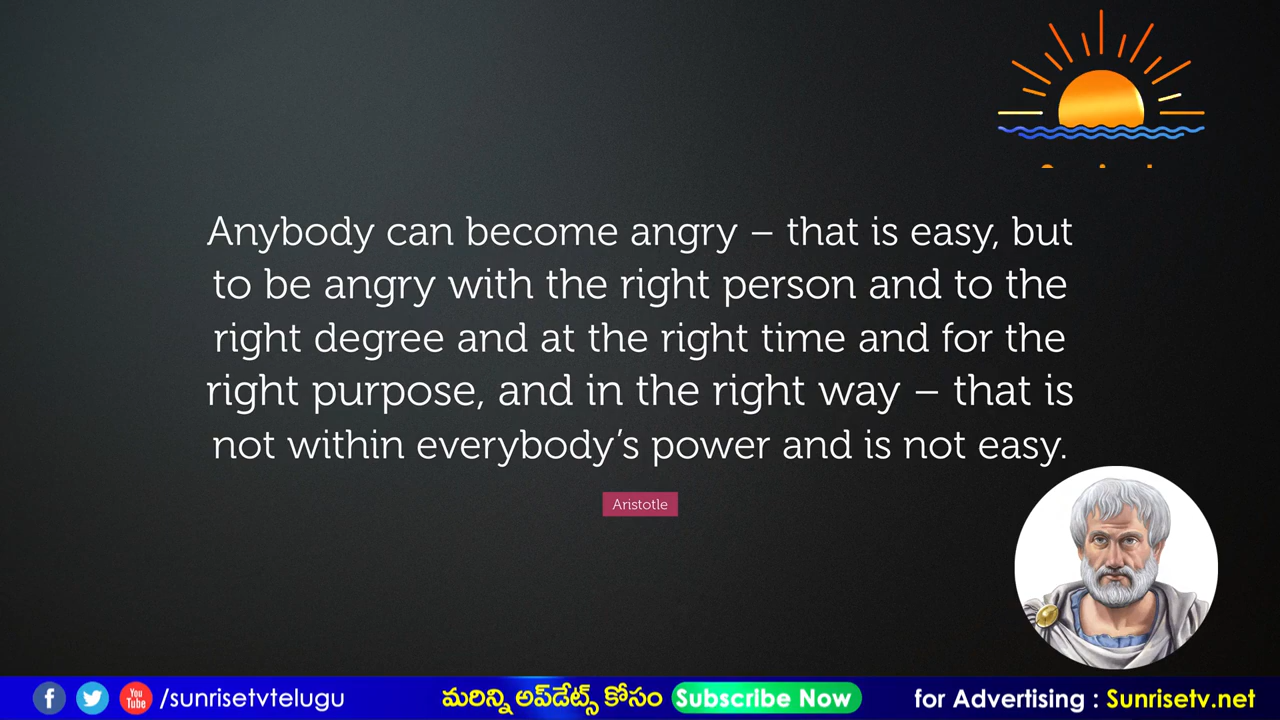 Anybody can become angry – that is easy, but
to be angry with the right person and to the
right degree and at the right time and for the
right purpose, and in the right way – that is
not within everybody’s power and is not easy.
Aristotle
You
Tube
/sunrisetvtelugu
మరిన్ని అప్‌డేట్స్ కోసం Subscribe Now
for Advertising : Sunrisetv.net